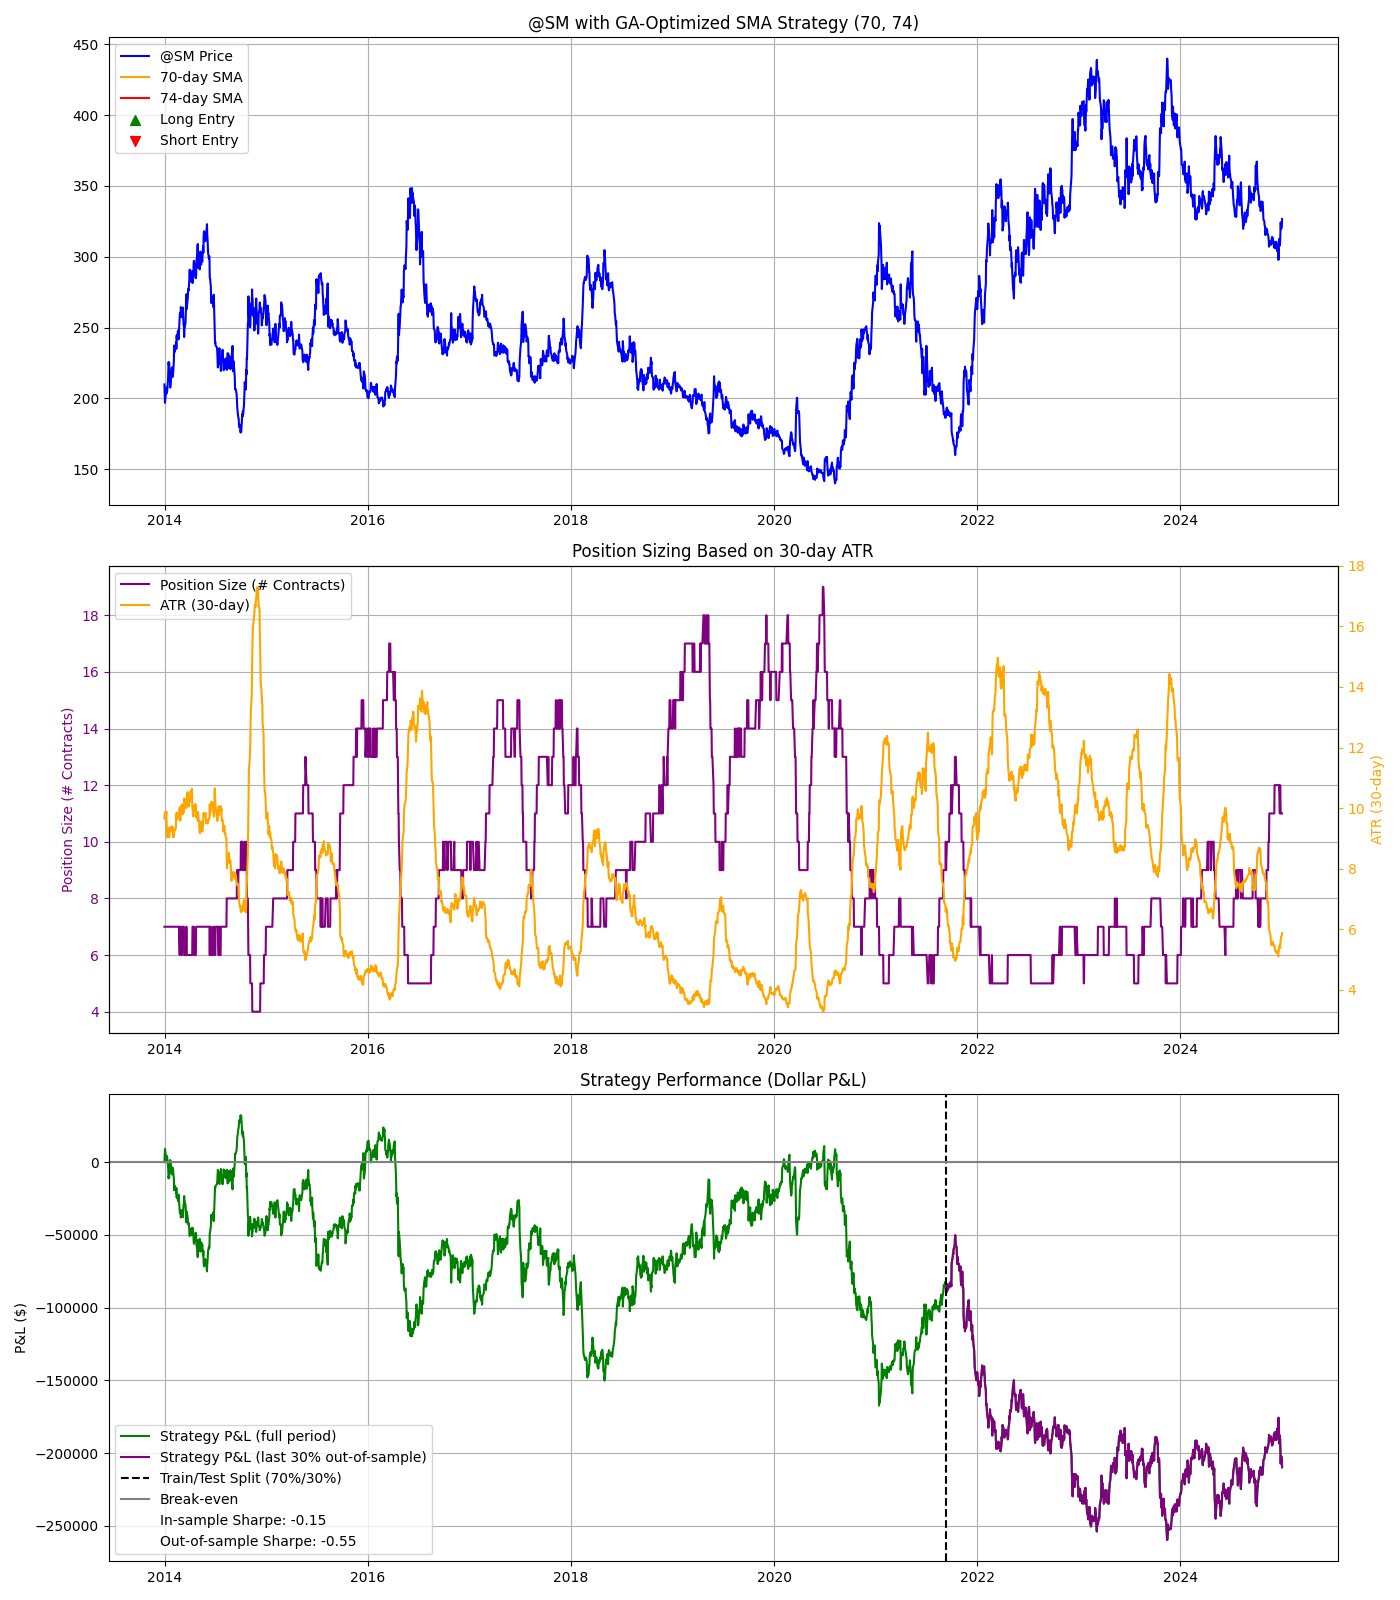 @SM with GA-Optimized SMA Strategy (70, 74)
@SM Price
70-day SMA
74-day SMA
Long Entry
Short Entry
450
400
350
300
250
200
150
2014 2016 2018 2020 2022 2024
Position Sizing Based on 30-day ATR
Position Size (# Contracts)
ATR (30-day)
Position Size (# Contracts)
18
16
14
12
10
8
6
4
18
16
14
12
10
8
6
4
ATR (30-day)
2014 2016 2018 2020 2022 2024
Strategy Performance (Dollar P&L)
P&L ($)
0
−50000
−100000
−150000
−200000
−250000
Strategy P&L (full period)
Strategy P&L (last 30% out-of-sample)
Train/Test Split (70%/30%)
Break-even
In-sample Sharpe: -0.15
Out-of-sample Sharpe: -0.55
2014 2016 2018 2020 2022 2024